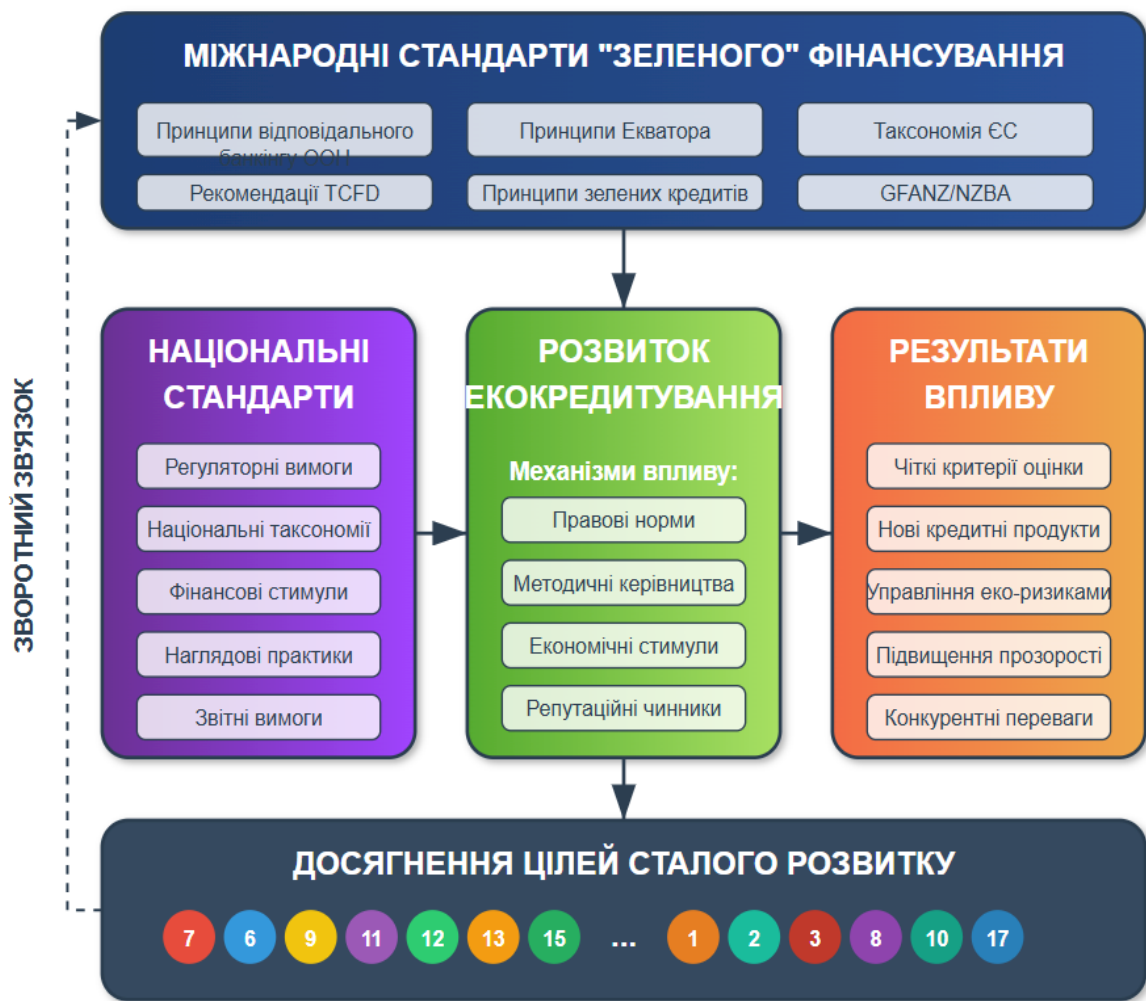 МІЖНАРОДНІ СТАНДАРТИ "ЗЕЛЕНОГО" ФІНАНСУВАННЯ
Принципи відповідального
банкінгу ООН
Принципи Екватора
Таксономія ЄС
Рекомендації TCFD
Принципи зелених кредитів
GFANZ/NZBA
ЗВОРОТНИЙ ЗВ'ЯЗОК
НАЦІОНАЛЬНІ
СТАНДАРТИ
Регуляторні вимоги
Національні таксономії
Фінансові стимули
Наглядові практики
Звітні вимоги
РОЗВИТОК
ЕКОКРЕДИТУВАННЯ
Механізми впливу:
Правові норми
Методичні керівництва
Економічні стимули
Репутаційні чинники
РЕЗУЛЬТАТИ
ВПЛИВУ
Чіткі критерії оцінки
Нові кредитні продукти
Управління еко-ризиками
Підвищення прозорості
Конкурентні переваги
ДОСЯГНЕННЯ ЦІЛЕЙ СТАЛОГО РОЗВИТКУ
7 6 9 11 12 13 15 ... 1 2 3 8 10 17